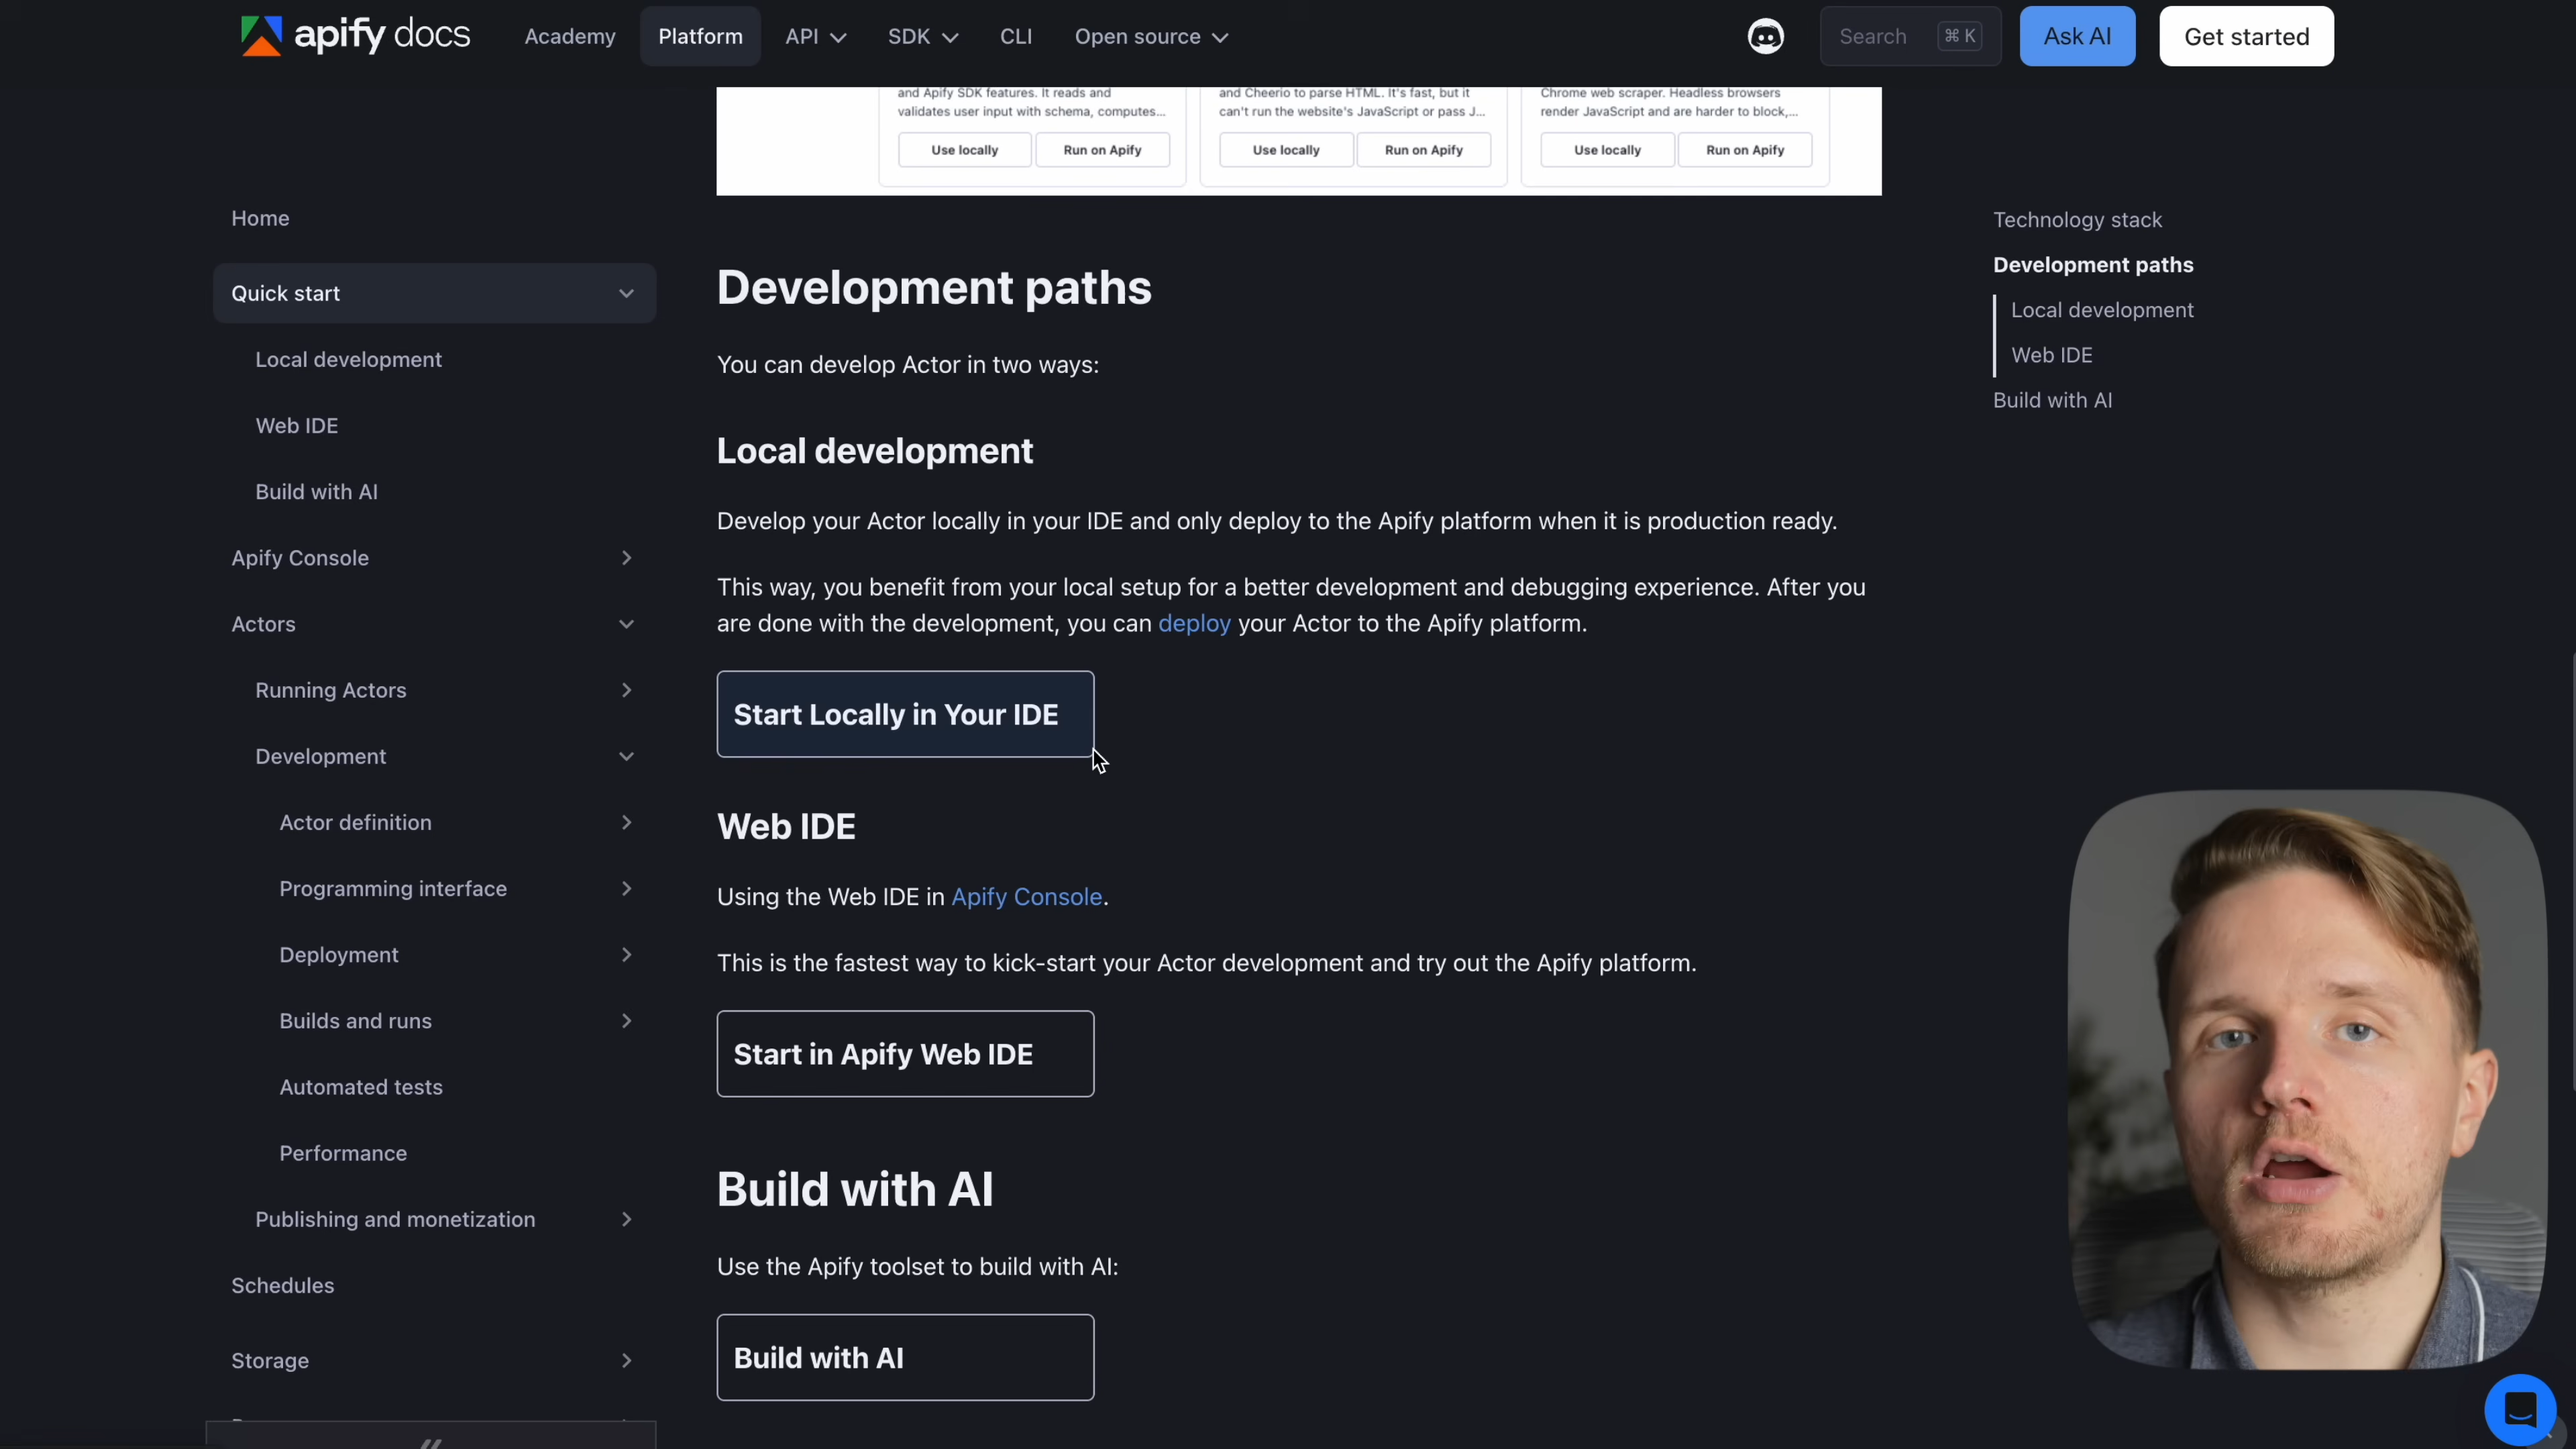 apify docs
Academy
Platform
API
SDK
CLI
Open source
Search
⌘ K
Ask AI
Get started
and Apify SDK features. It reads and
validates user input with schema, computes...
Use locally
Run on Apify
and Cheerio to parse HTML. It's fast, but it
can't run the website's JavaScript or pass J...
Use locally
Run on Apify
Chrome web scraper. Headless browsers
render JavaScript and are harder to block,...
Use locally
Run on Apify
Home
Quick start
Local development
Web IDE
Build with AI
Apify Console
Actors
Running Actors
Development
Actor definition
Programming interface
Deployment
Builds and runs
Automated tests
Performance
Publishing and monetization
Schedules
Storage
Development paths
You can develop Actor in two ways:
Local development
Develop your Actor locally in your IDE and only deploy to the Apify platform when it is production ready.
This way, you benefit from your local setup for a better development and debugging experience. After you
are done with the development, you can deploy your Actor to the Apify platform.
Start Locally in Your IDE
Web IDE
Using the Web IDE in Apify Console.
This is the fastest way to kick-start your Actor development and try out the Apify platform.
Start in Apify Web IDE
Build with AI
Use the Apify toolset to build with AI:
Build with AI
Technology stack
Development paths
Local development
Web IDE
Build with AI